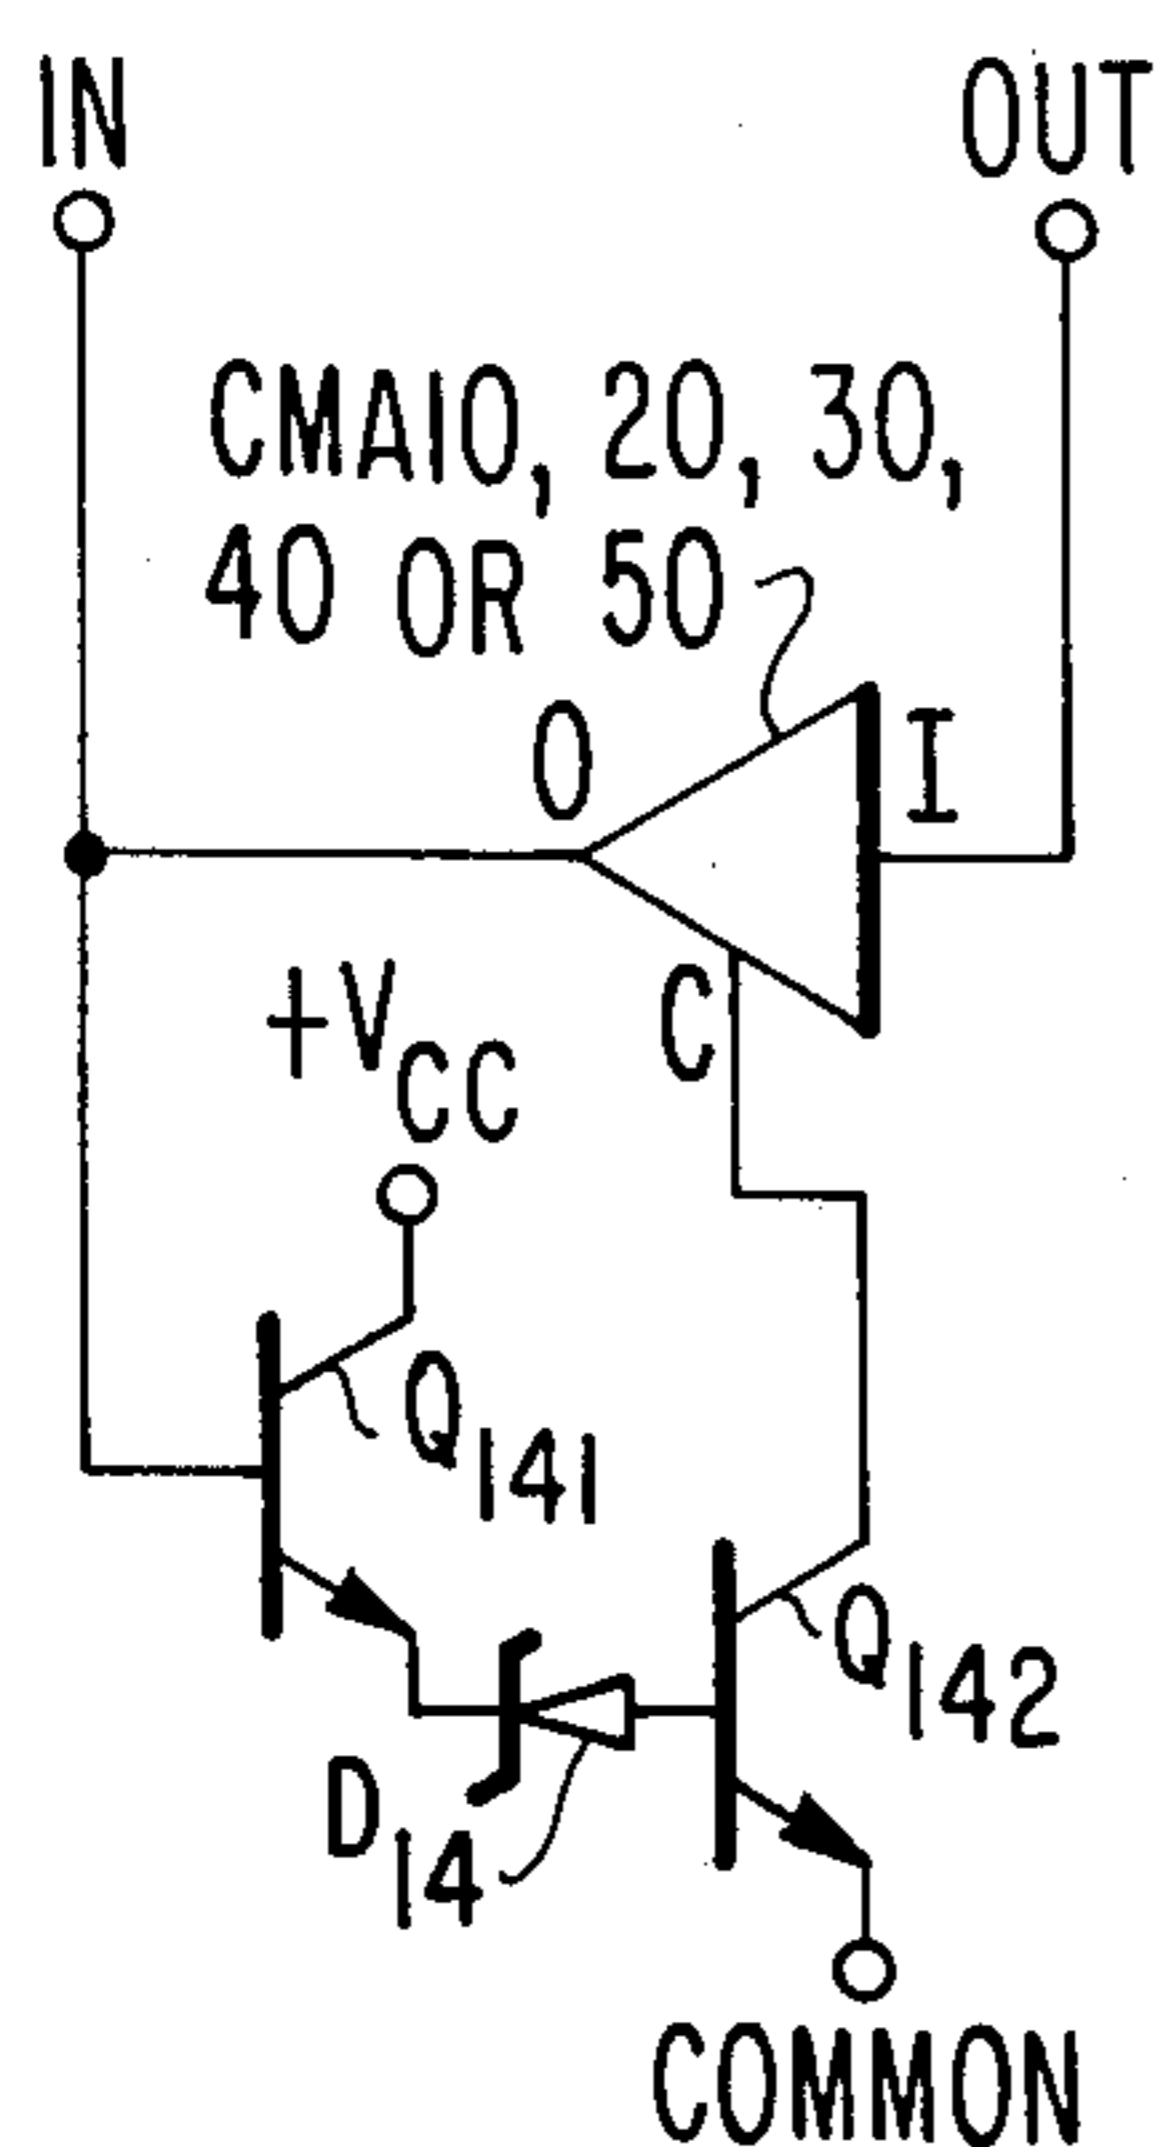 IN
OUT
CMA10, 20, 30,
40 OR 50
O
I
C
+VCC
Q141
Q142
D14
COMMON